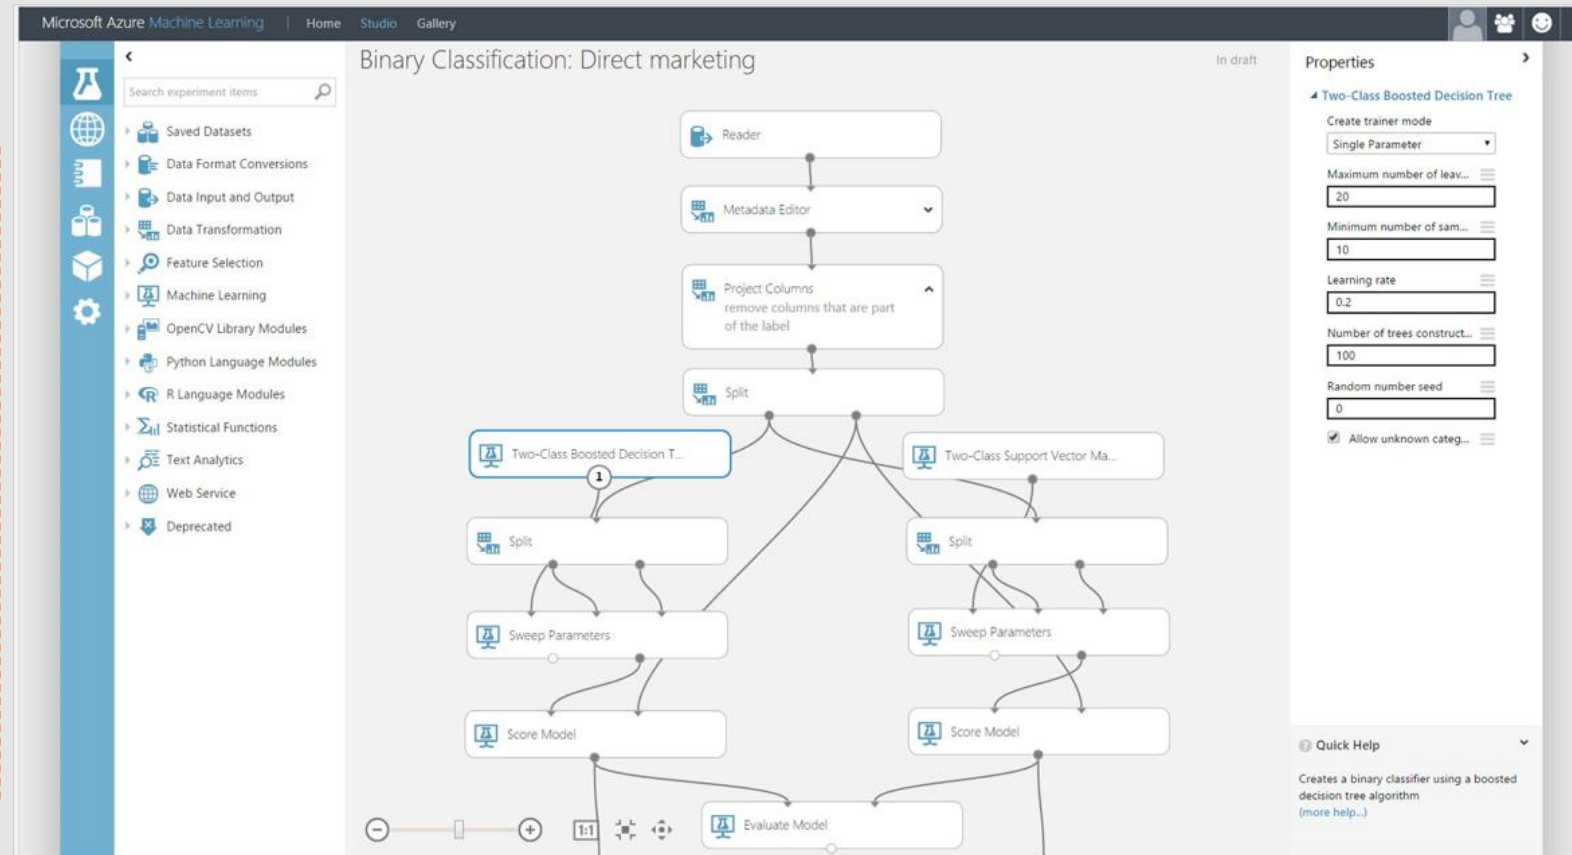 Microsoft Azure Machine Learning | Home Studio Gallery
Search experiment items
Saved Datasets
Data Format Conversions
Data Input and Output
Data Transformation
Feature Selection
Machine Learning
OpenCV Library Modules
Python Language Modules
R Language Modules
Statistical Functions
Text Analytics
Web Service
Deprecated
Binary Classification: Direct marketing
In draft
Reader
Metadata Editor
Project Columns
remove columns that are part
of the label
Split
Two-Class Boosted Decision T...
1
Two-Class Support Vector Ma...
Split
Split
Sweep Parameters
Sweep Parameters
Score Model
Score Model
Evaluate Model
1:1
Properties
Two-Class Boosted Decision Tree
Create trainer mode
Single Parameter
Maximum number of leav...
20
Minimum number of sam...
10
Learning rate
0.2
Number of trees construct...
100
Random number seed
0
Allow unknown categ...
Quick Help
Creates a binary classifier using a boosted
decision tree algorithm
(more help...)